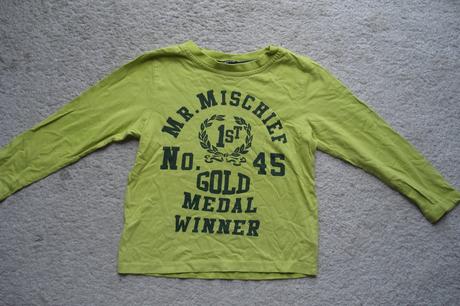 MR. MISCHIEF
1ST
No. 45
GOLD
MEDAL
WINNER